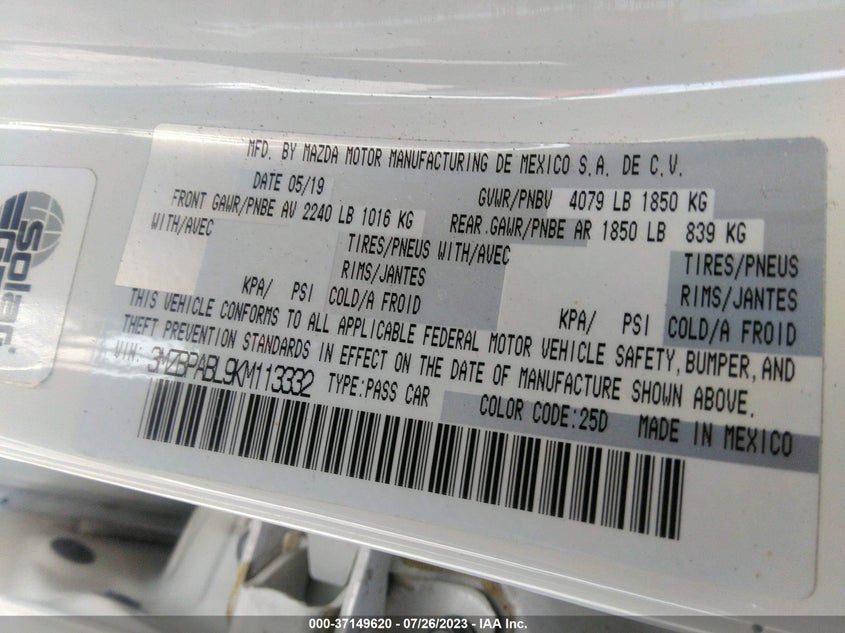 MFD. BY MAZDA MOTOR MANUFACTURING DE MEXICO S.A. DE C.V.
DATE 05/19
GVWR/PNBV 4079 LB 1850 KG
FRONT GAWR/PNBE AV 2240 LB 1016 KG
REAR.GAWR/PNBE AR 1850 LB 839 KG
WITH/AVEC
TIRES/PNEUS WITH/AVEC
TIRES/PNEUS
RIMS/JANTES
RIMS/JANTES
KPA/ PSI COLD/A FROID
KPA/ PSI COLD/A FROID
THIS VEHICLE CONFORMS TO ALL APPLICABLE FEDERAL MOTOR VEHICLE SAFETY, BUMPER, AND
THEFT PREVENTION STANDARDS IN EFFECT ON THE DATE OF MANUFACTURE SHOWN ABOVE.
VIN: 3MZBPABL9KM113332 TYPE:PASS CAR
COLOR CODE:25D MADE IN MEXICO
000-37149620 / 07/26/2023 - IAA Inc.